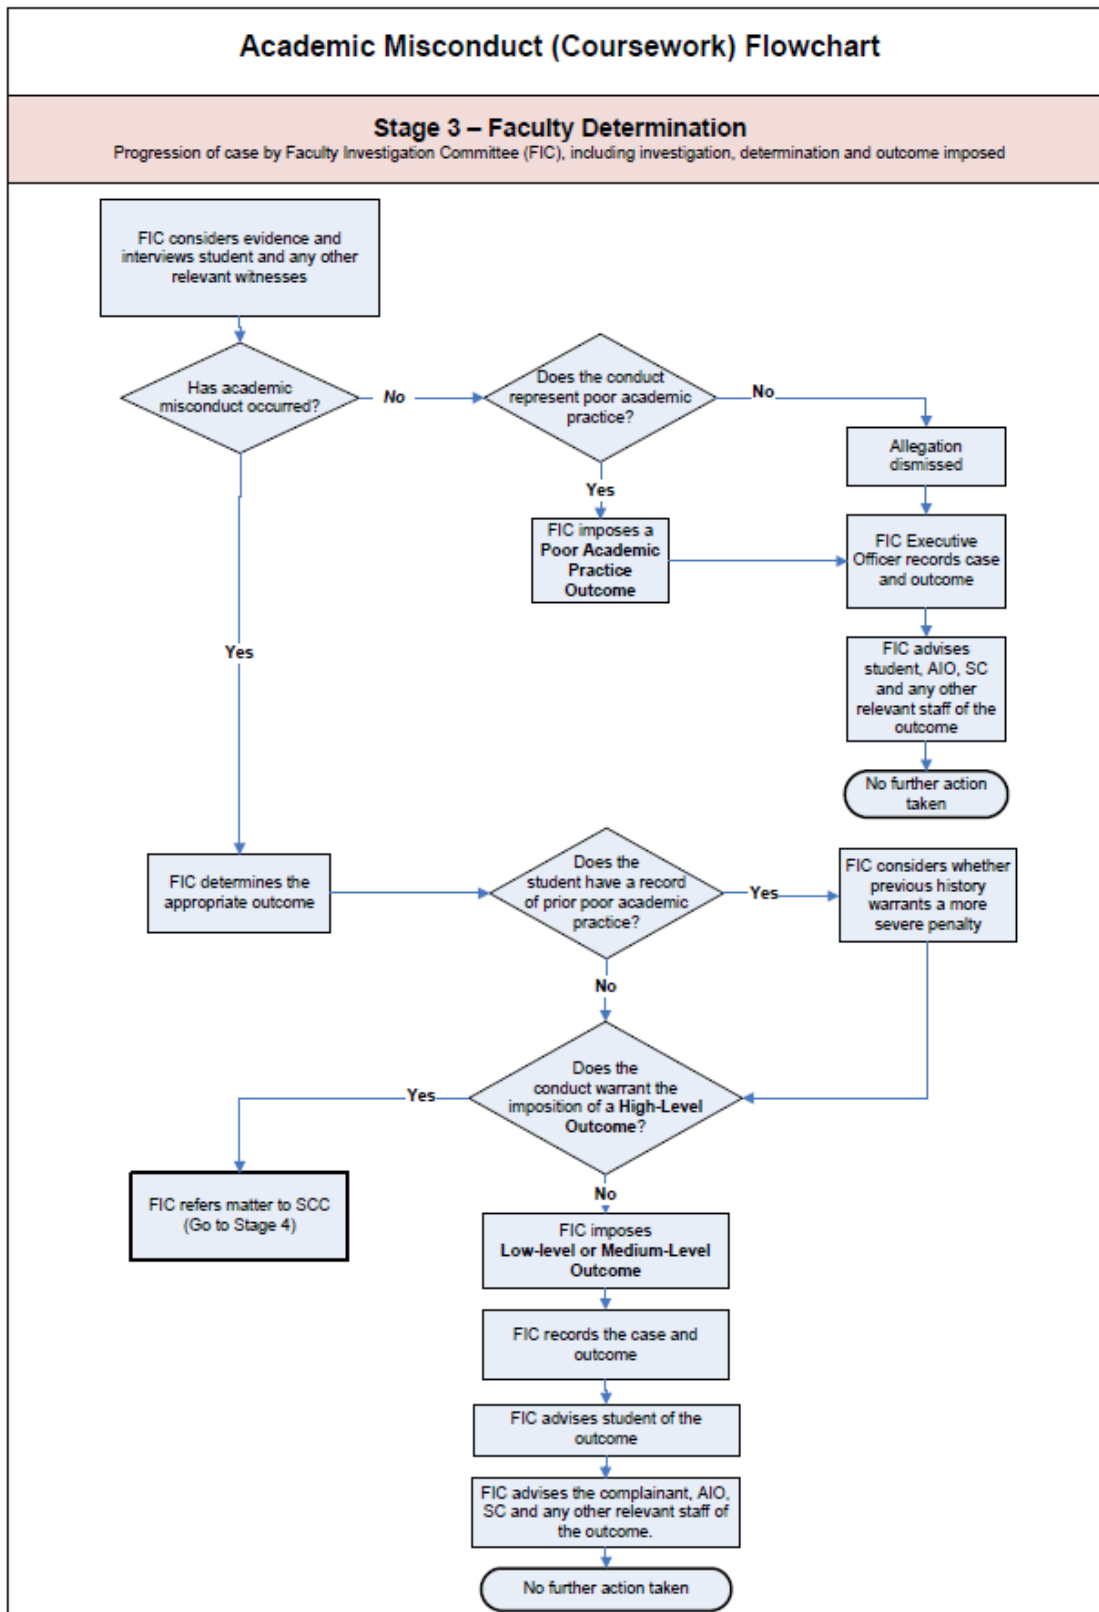 Academic Misconduct (Coursework) Flowchart
Stage 3 – Faculty Determination
Progression of case by Faculty Investigation Committee (FIC), including investigation, determination and outcome imposed
FIC considers evidence and
interviews student and any other
relevant witnesses
Has academic
misconduct occurred?
No
Does the conduct
represent poor academic
practice?
No
Allegation
dismissed
Yes
FIC imposes a
Poor Academic
Practice
Outcome
FIC Executive
Officer records case
and outcome
FIC advises
student, AIO, SC
and any other
relevant staff of the
outcome
No further action
taken
Yes
FIC determines the
appropriate outcome
Does the
student have a record
of prior poor academic
practice?
Yes
FIC considers whether
previous history
warrants a more
severe penalty
No
Does the
conduct warrant the
imposition of a High-Level
Outcome?
Yes
FIC refers matter to SCC
(Go to Stage 4)
No
FIC imposes
Low-level or Medium-Level
Outcome
FIC records the case and
outcome
FIC advises student of the
outcome
FIC advises the complainant, AIO,
SC and any other relevant staff of
the outcome.
No further action taken